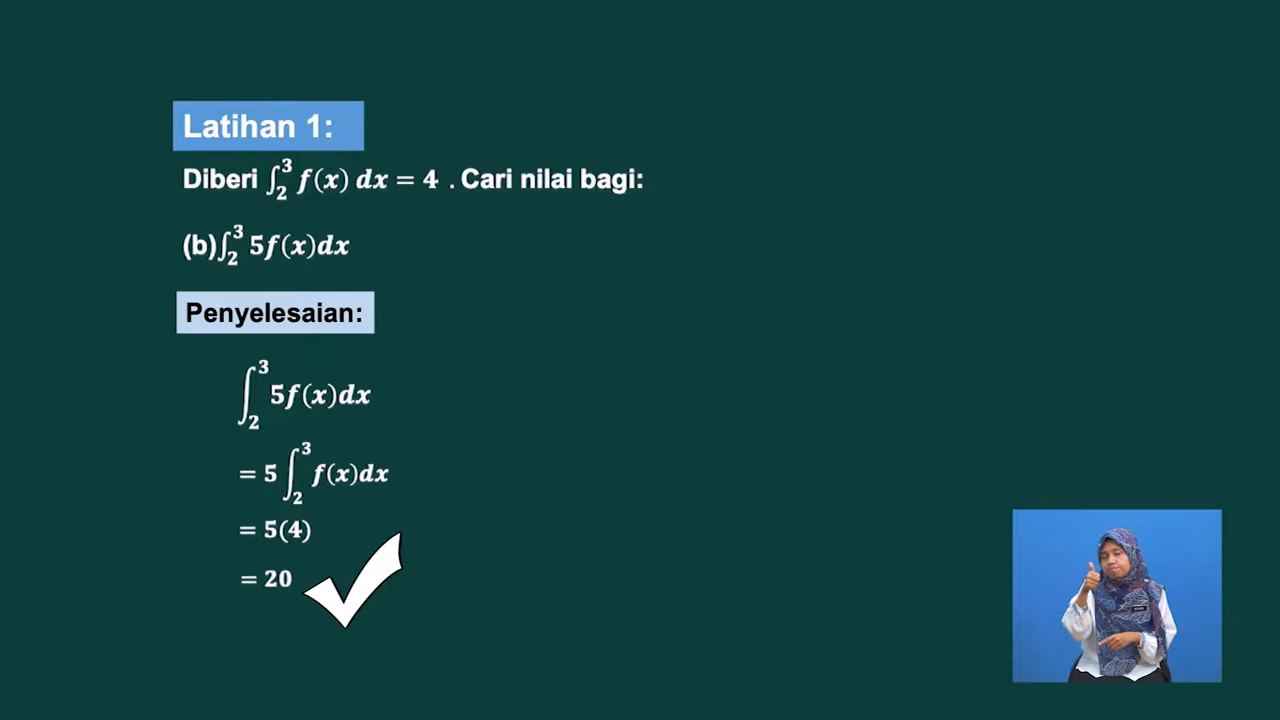 Latihan 1:
Diberi ∫₂³ f(x) dx = 4 . Cari nilai bagi:
(b)∫₂³ 5f(x)dx
Penyelesaian:
∫₂³ 5f(x)dx
= 5 ∫₂³ f(x)dx
= 5(4)
= 20